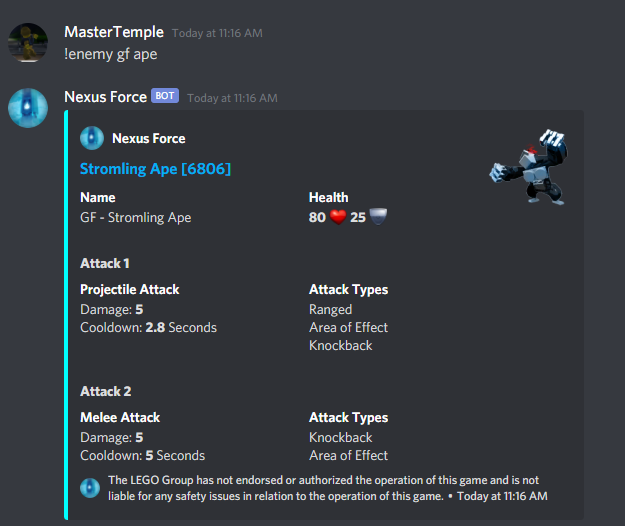 MasterTemple Today at 11:16 AM
!enemy gf ape
Nexus Force BOT Today at 11:16 AM
Nexus Force
Stromling Ape [6806]
Name
GF - Stromling Ape
Health
80 25
Attack 1
Projectile Attack
Damage: 5
Cooldown: 2.8 Seconds
Attack Types
Ranged
Area of Effect
Knockback
Attack 2
Melee Attack
Damage: 5
Cooldown: 5 Seconds
Attack Types
Knockback
Area of Effect
The LEGO Group has not endorsed or authorized the operation of this game and is not
liable for any safety issues in relation to the operation of this game. • Today at 11:16 AM